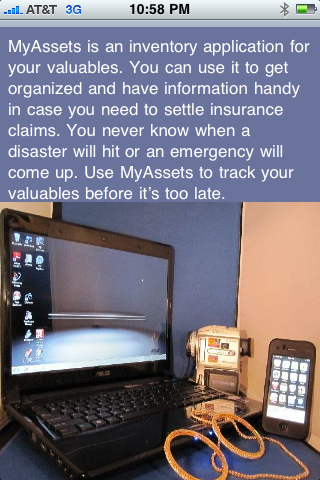 AT&T 3G 10:58 PM
MyAssets is an inventory application for
your valuables. You can use it to get
organized and have information handy
in case you need to settle insurance
claims. You never know when a
disaster will hit or an emergency will
come up. Use MyAssets to track your
valuables before it's too late.
ASUS